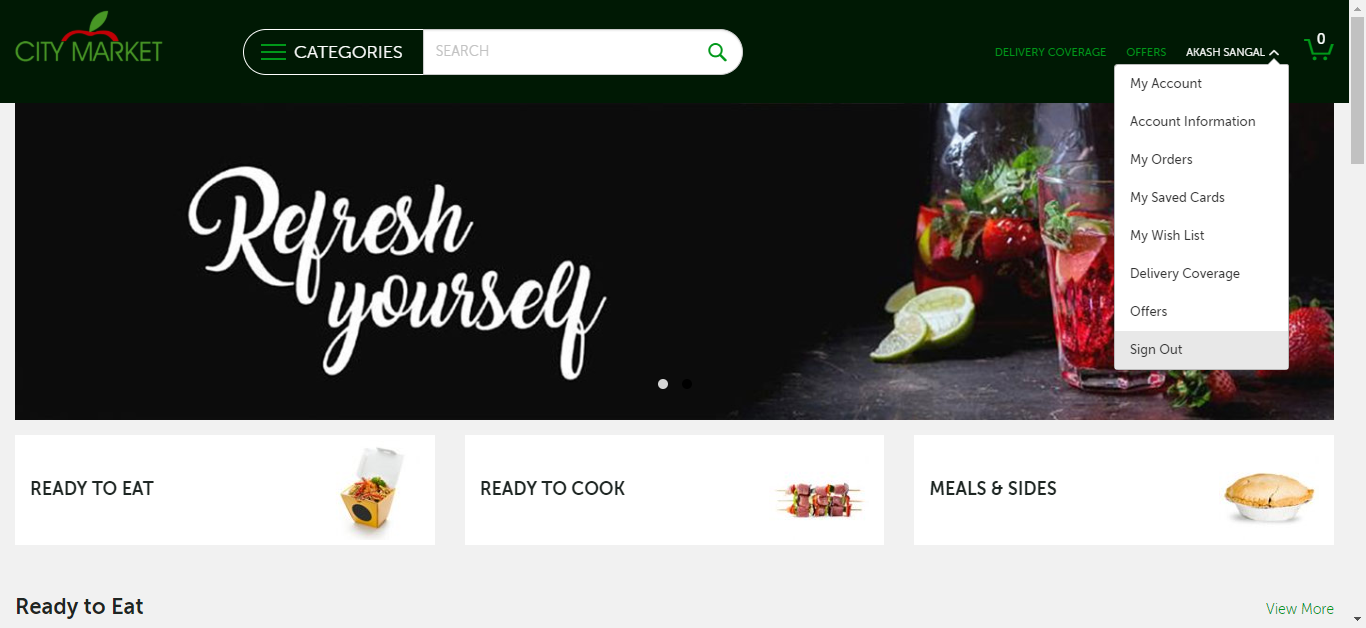 CITY MARKET
CATEGORIES
SEARCH
DELIVERY COVERAGE
OFFERS
AKASH SANGAL
0
My Account
Account Information
My Orders
My Saved Cards
My Wish List
Delivery Coverage
Offers
Sign Out
Refresh
yourself
READY TO EAT
READY TO COOK
MEALS & SIDES
Ready to Eat
View More